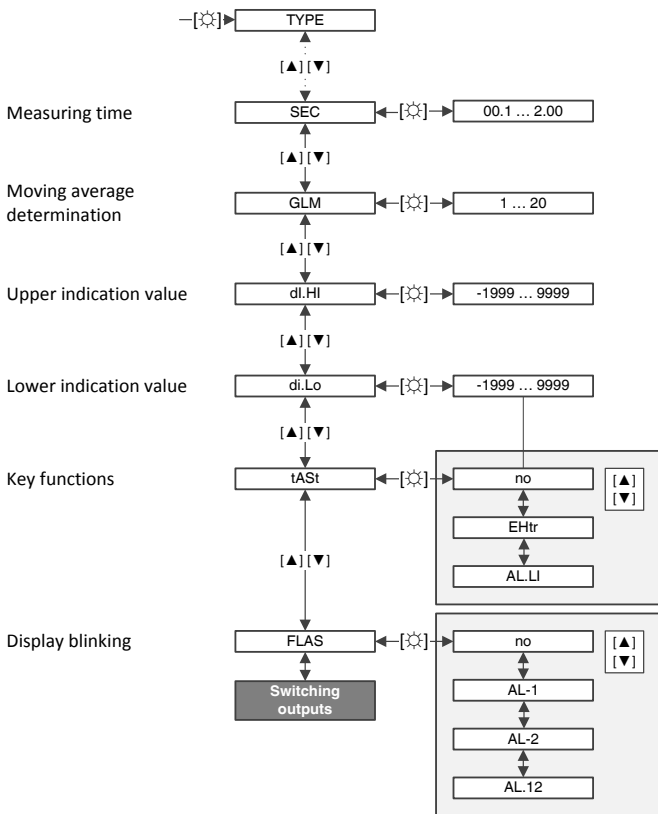 [☼]
TYPE
[▲] [▼]
Measuring time
SEC
[☼]
00.1 ... 2.00
[▲] [▼]
Moving average
determination
GLM
[☼]
1 ... 20
[▲] [▼]
Upper indication value
dI.HI
[☼]
-1999 ... 9999
[▲] [▼]
Lower indication value
di.Lo
[☼]
-1999 ... 9999
[▲] [▼]
Key functions
tASt
[☼]
no
[▲]
[▼]
EHtr
[▲] [▼]
AL.LI
Display blinking
FLAS
[☼]
no
[▲]
[▼]
Switching
outputs
AL-1
AL-2
AL.12